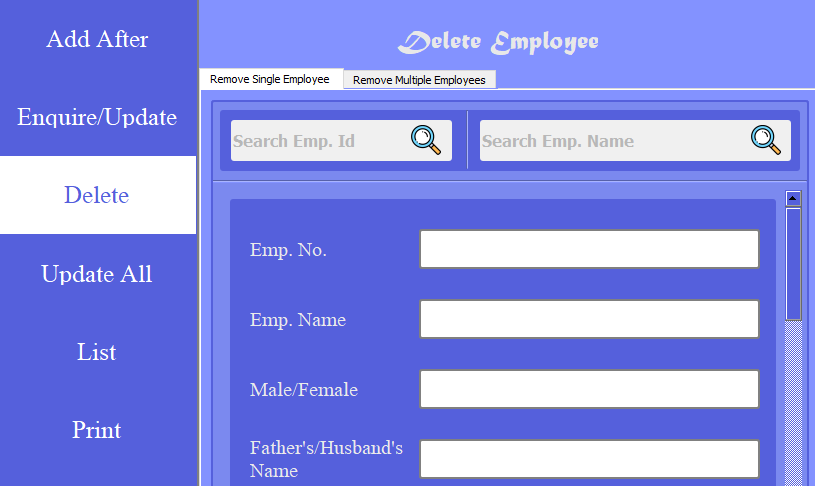 Add After
Enquire/Update
Delete
Update All
List
Print
Delete Employee
Remove Single Employee
Remove Multiple Employees
Search Emp. Id
Search Emp. Name
Emp. No.
Emp. Name
Male/Female
Father's/Husband's
Name